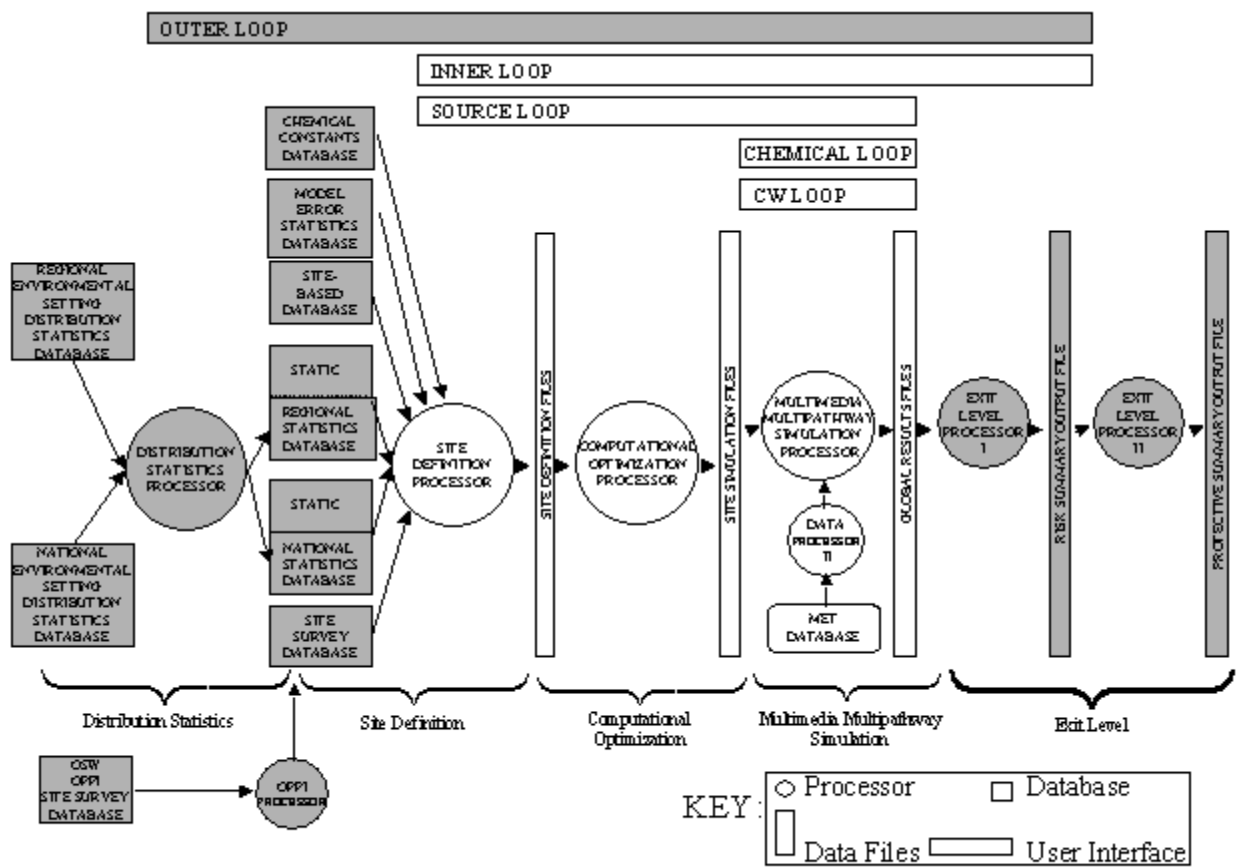 OUTER LOOP
INNER LOOP
SOURCE LOOP
CHEMICAL LOOP
CW LOOP
CHEMICAL
CONSTANTS
DATABASE
MODEL
ERROR
STATISTICS
DATABASE
SITE-
BASED
DATABASE
REGIONAL
ENVIRONMENTAL
SETTING
DISTRIBUTION
STATISTICS
DATABASE
STATIC
REGIONAL
STATISTICS
DATABASE
DISTRIBUTION
STATISTICS
PROCESSOR
STATIC
NATIONAL
STATISTICS
DATABASE
NATIONAL
ENVIRONMENTAL
SETTING
DISTRIBUTION
STATISTICS
DATABASE
SITE
SURVEY
DATABASE
SITE
DEFINITION
PROCESSOR
SITE DEFINITION FILES
COMPUTATIONAL
OPTIMIZATION
PROCESSOR
SITE SIMULATION FILES
MULTIMEDIA
MULTIPATHWAY
SIMULATION
PROCESSOR
DATA
PROCESSOR
II
MET
DATABASE
GLOBAL RESULTS FILES
EXIT
LEVEL
PROCESSOR
I
RISK SUMMARY OUTPUT FILE
EXIT
LEVEL
PROCESSOR
II
PROTECTIVE SUMMARY OUTPUT FILE
Distribution Statistics
Site Definition
Computational
Optimization
Multimedia Multipathway
Simulation
Exit Level
OSW
OPPI
SITE SURVEY
DATABASE
OPPI
PROCESSOR
KEY:
Processor
Database
Data Files
User Interface